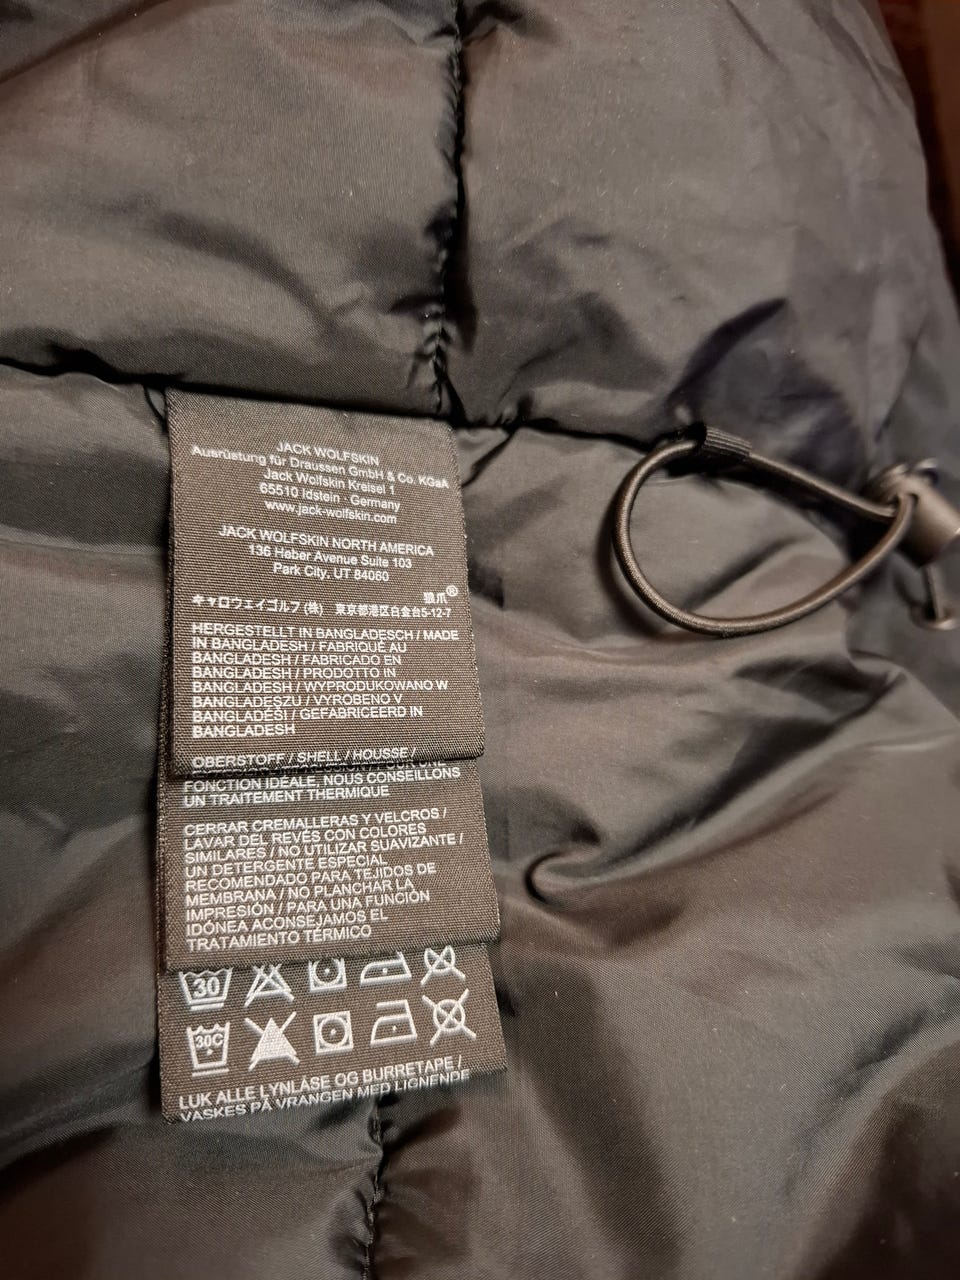 JACK WOLFSKIN
Ausrüstung für Draussen GmbH & Co. KGaA
Jack Wolfskin Kreisel 1
65510 Idstein - Germany
www.jack-wolfskin.com
JACK WOLFSKIN NORTH AMERICA
136 Heber Avenue Suite 103
Park City, UT 84060
狼爪®
キャロウェイゴルフ(株) 東京都港区白金台5-12-7
HERGESTELLT IN BANGLADESCH / MADE
IN BANGLADESH / FABRIQUÉ AU
BANGLADESH / FABRICADO EN
BANGLADESH / PRODOTTO IN
BANGLADESH / WYPRODUKOWANO W
BANGLADESZU / VYROBENO V
BANGLADÉŠI / GEFABRICEERD IN
BANGLADESH
OBERSTOFF / SHELL / HOUSSE /
FONCTION IDÉALE, NOUS CONSEILLONS
UN TRAITEMENT THERMIQUE
CERRAR CREMALLERAS Y VELCROS /
LAVAR DEL REVÉS CON COLORES
SIMILARES / NO UTILIZAR SUAVIZANTE /
UN DETERGENTE ESPECIAL
RECOMENDADO PARA TEJIDOS DE
MEMBRANA / NO PLANCHAR LA
IMPRESIÓN / PARA UNA FUNCIÓN
IDÓNEA ACONSEJAMOS EL
TRATAMIENTO TÉRMICO
30
30C
LUK ALLE LYNLÅSE OG BURRETAPE /
VASKES PÅ VRANGEN MED LIGNENDE